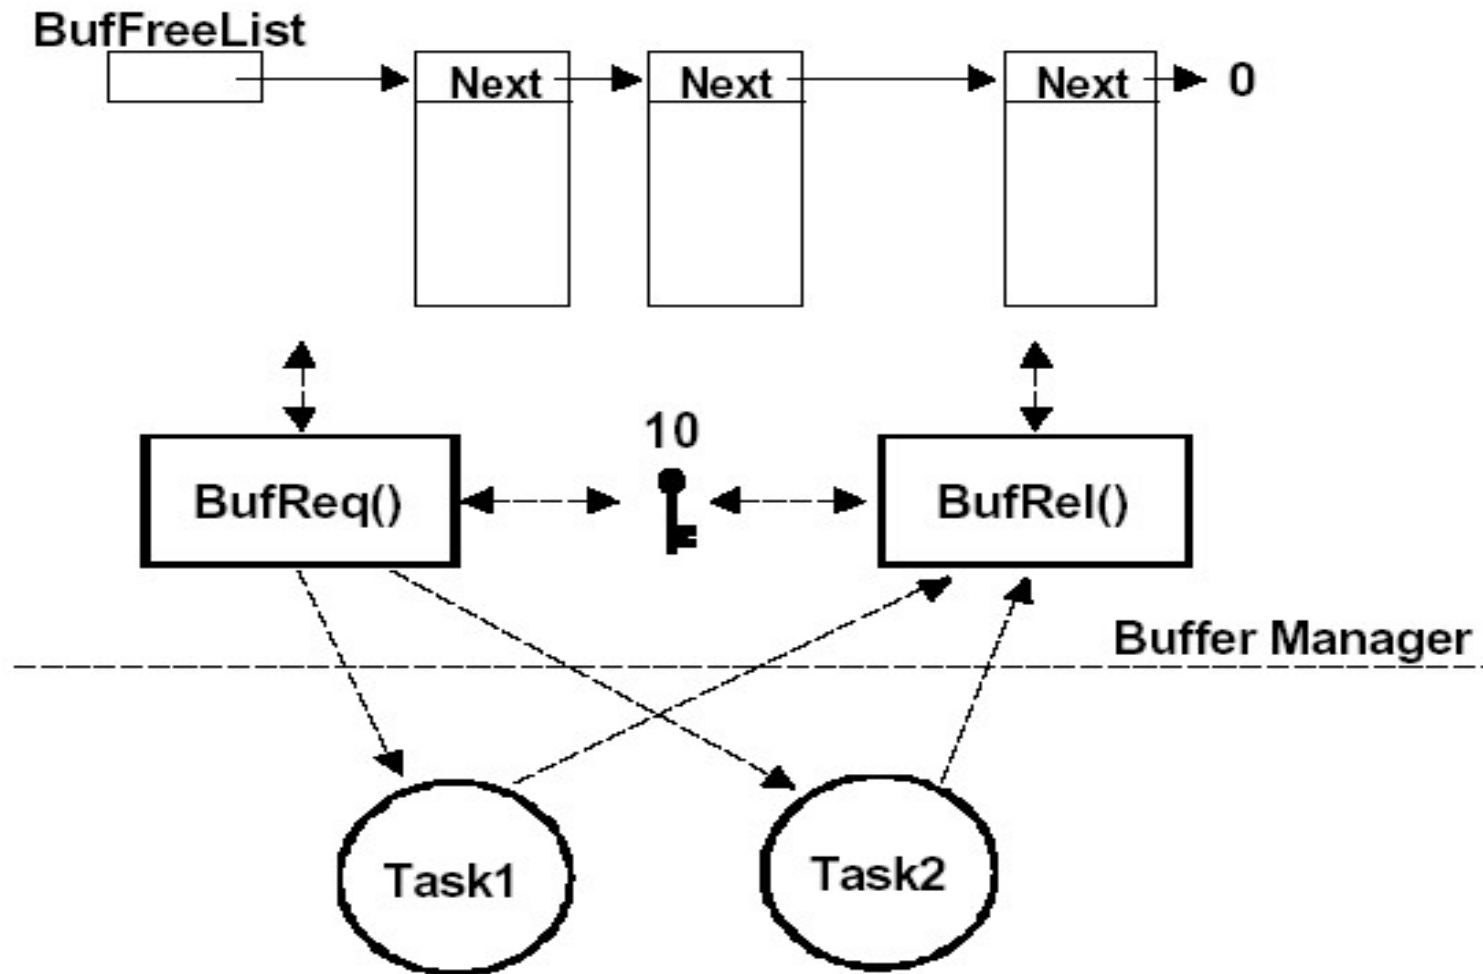 BufFreeList
Next
Next
Next
0
10
BufReq()
BufRel()
Buffer Manager
Task1
Task2